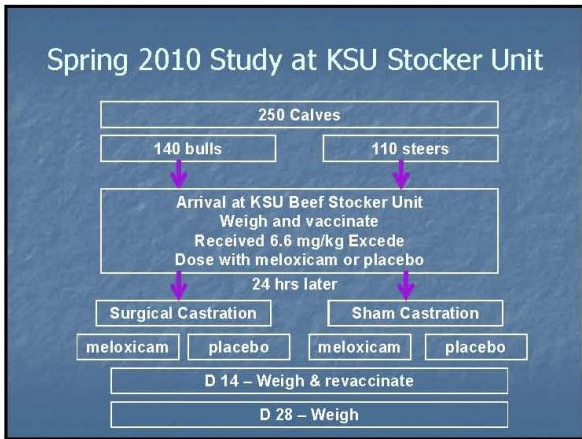 Spring 2010 Study at KSU Stocker Unit
250 Calves
140 bulls
110 steers
Arrival at KSU Beef Stocker Unit
Weigh and vaccinate
Received 6.6 mg/kg Excede
Dose with meloxicam or placebo
24 hrs later
Surgical Castration
Sham Castration
meloxicam
placebo
meloxicam
placebo
D 14 – Weigh & revaccinate
D 28 – Weigh